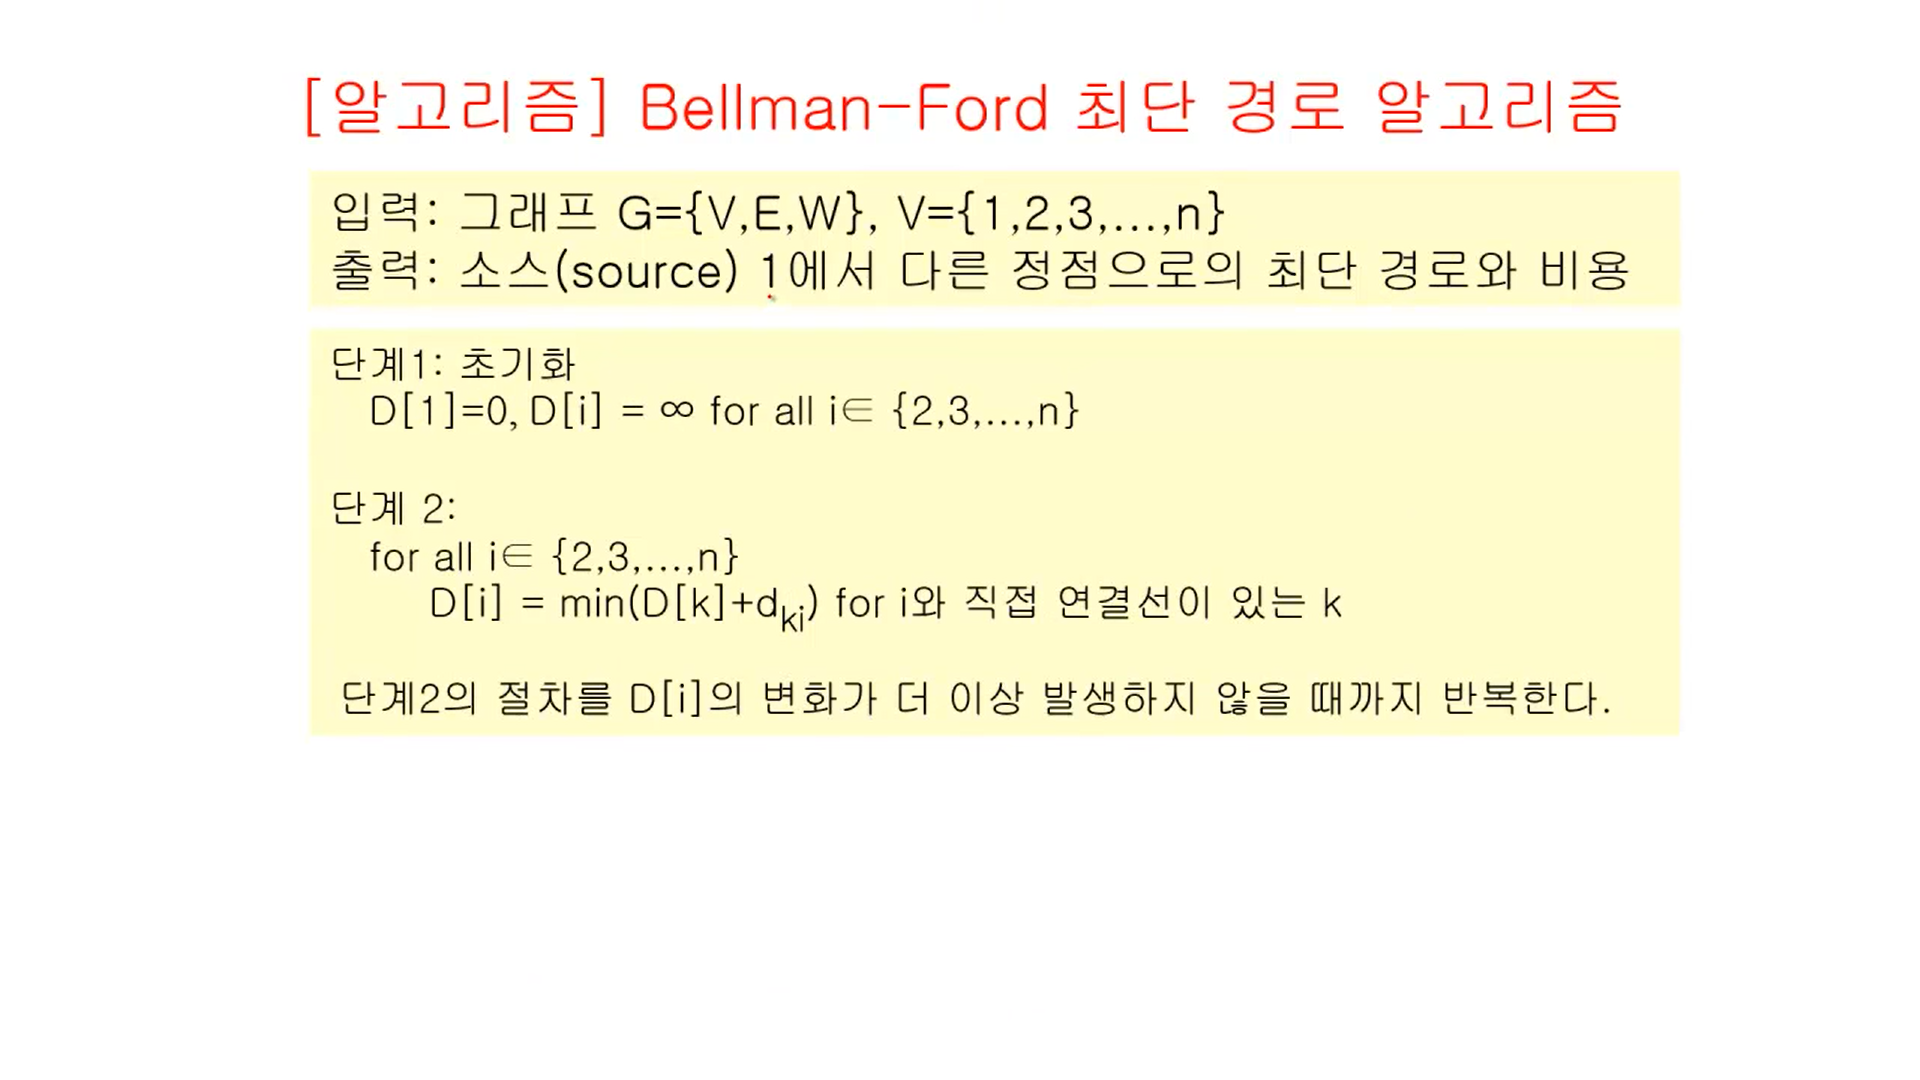 [알고리즘] Bellman-Ford 최단 경로 알고리즘
입력: 그래프 G={V,E,W}, V={1,2,3,...,n}
출력: 소스(source) 1에서 다른 정점으로의 최단 경로와 비용
단계1: 초기화
D[1]=0, D[i] = ∞ for all i∈ {2,3,...,n}
단계 2:
for all i∈ {2,3,...,n}
D[i] = min(D[k]+dki) for i와 직접 연결선이 있는 k
단계2의 절차를 D[i]의 변화가 더 이상 발생하지 않을 때까지 반복한다.